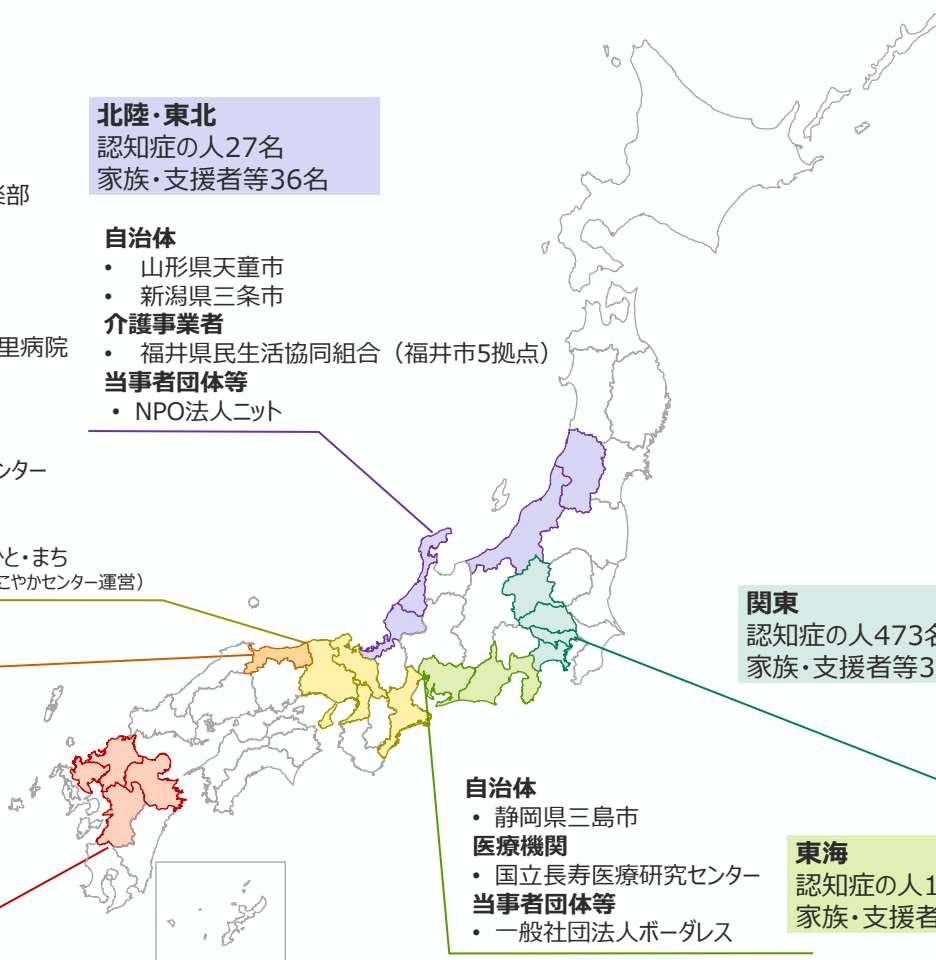 北陸・東北
認知症の人27名
家族・支援者等36名
楽部
自治体
• 山形県天童市
• 新潟県三条市
介護事業者
里病院
• 福井県民生活協同組合（福井市5拠点）
当事者団体等
• NPO法人ニット
ンター
ひと・まち
こやかセンター運営）
関東
認知症の人473名
家族・支援者等3
自治体
• 静岡県三島市
医療機関
• 国立長寿医療研究センター
当事者団体等
• 一般社団法人ボーダレス
東海
認知症の人1
家族・支援者